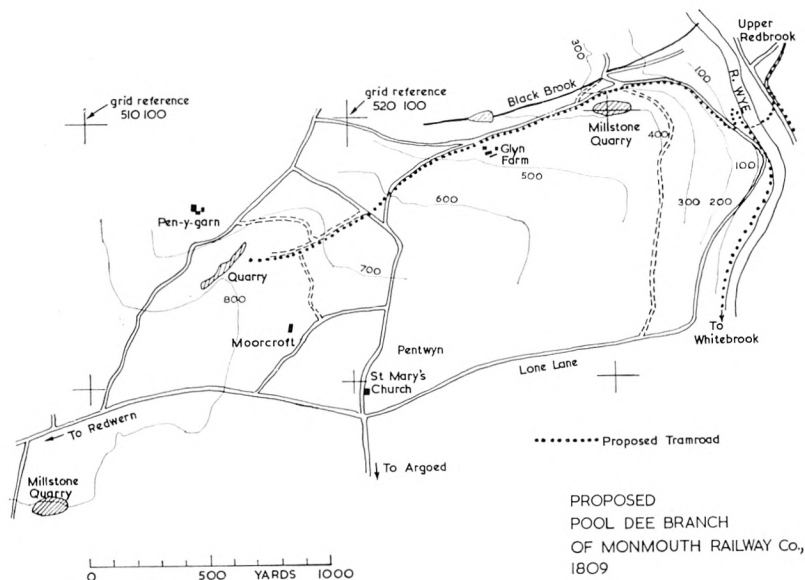 Upper
Redbrook
R. WYE
300
100
grid reference
510 100
grid reference
520 100
Black Brook
Millstone
Quarry
400
Glyn
Farm
100
500
300
200
600
Pen-y-garn
Quarry
700
800
To
Whitebrook
Moorcroft
Pentwyn
Lone Lane
St Mary's
Church
To Redwern
Proposed Tramroad
To Argoed
Millstone
Quarry
PROPOSED
POOL DEE BRANCH
OF MONMOUTH RAILWAY Co.,
1809
0 500 YARDS 1000